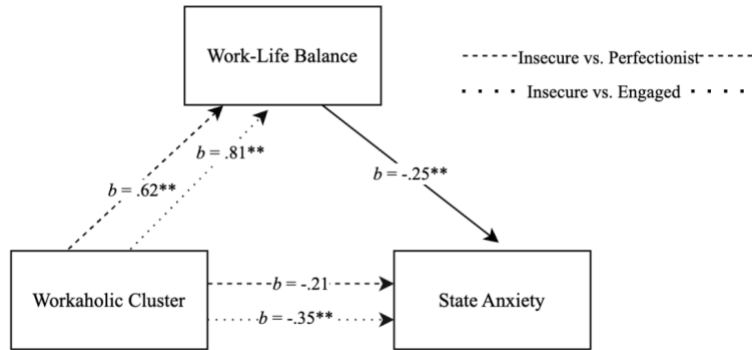 Work-Life Balance
Insecure vs. Perfectionist
Insecure vs. Engaged
b = .81**
b = .62**
b = -.25**
Workaholic Cluster
b = -.21
b = -.35**
State Anxiety